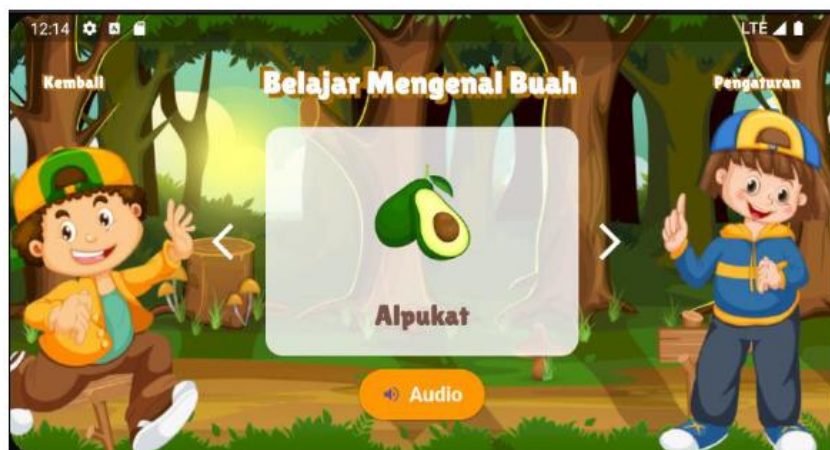 12:14
LTE
Kembali
Belajar Mengenal Buah
Pengaturan
Alpukat
Audio